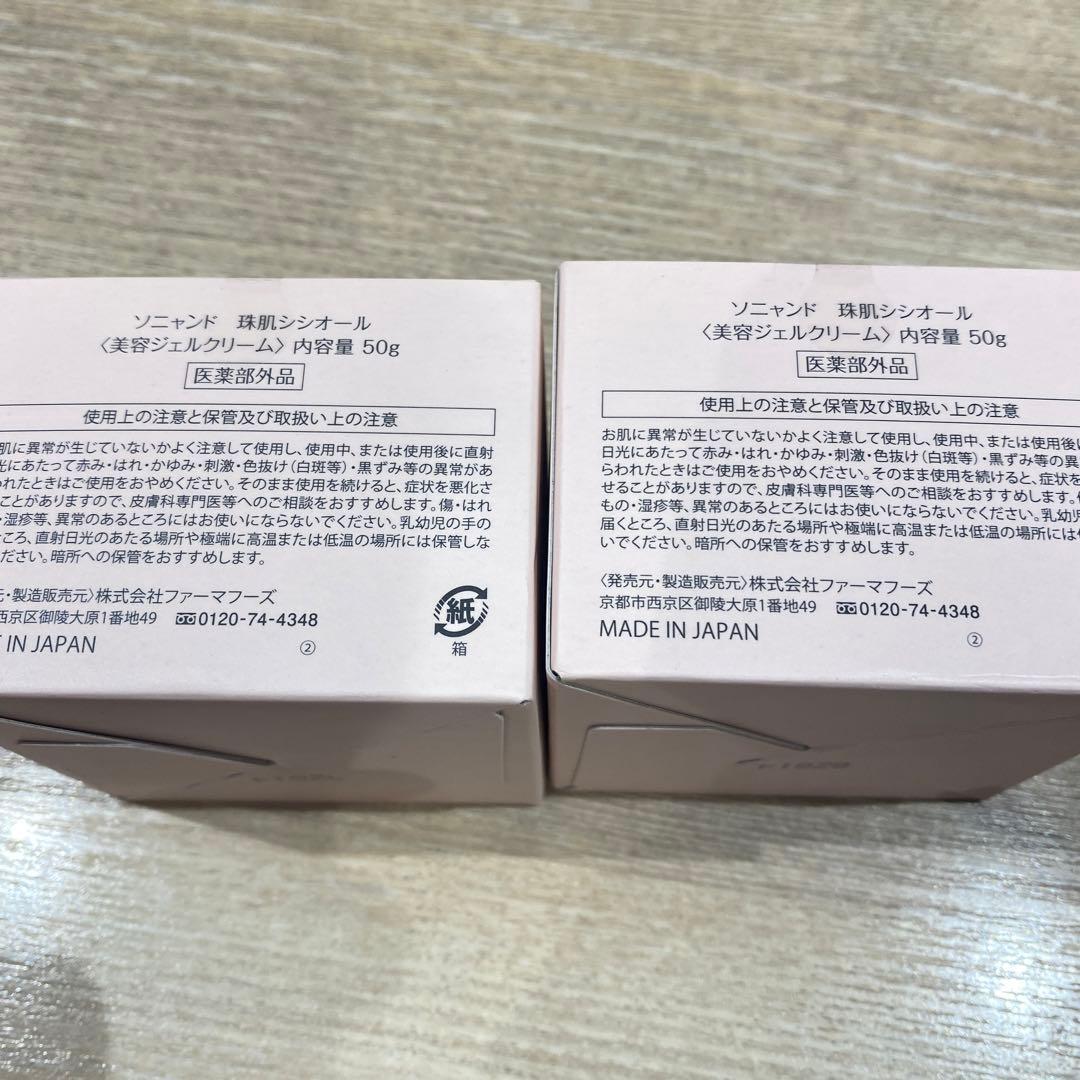 ソニャンド 珠肌シシオール
〈美容ジェルクリーム〉内容量 50g
医薬部外品
使用上の注意と保管及び取扱い上の注意
肌に異常が生じていないかよく注意して使用し、使用中、または使用後に直射
光にあたって赤み・はれ・かゆみ・刺激・色抜け(白斑等)・黒ずみ等の異常があ
われたときはご使用をおやめください。そのまま使用を続けると、症状を悪化さ
ことがありますので、皮膚科専門医等へのご相談をおすすめします。傷・はれ
・湿疹等、異常のあるところにはお使いにならないでください。乳幼児の手の
ころ、直射日光のあたる場所や極端に高温または低温の場所には保管しな
ださい。暗所への保管をおすすめします。
元・製造販売元〉株式会社ファーマフーズ
西京区御陵大原1番地49 0120-74-4348
IN JAPAN ②
紙
箱
ソニャンド 珠肌シシオール
〈美容ジェルクリーム〉内容量 50g
医薬部外品
使用上の注意と保管及び取扱い上の注意
お肌に異常が生じていないかよく注意して使用し、使用中、または使用後に
日光にあたって赤み・はれ・かゆみ・刺激・色抜け(白斑等)・黒ずみ等の異
らわれたときはご使用をおやめください。そのまま使用を続けると、症状を
せることがありますので、皮膚科専門医等へのご相談をおすすめします。
もの・湿疹等、異常のあるところにはお使いにならないでください。乳幼児
届くところ、直射日光のあたる場所や極端に高温または低温の場所には
いでください。暗所への保管をおすすめします。
〈発売元・製造販売元〉株式会社ファーマフーズ
京都市西京区御陵大原1番地49 0120-74-4348
MADE IN JAPAN ②